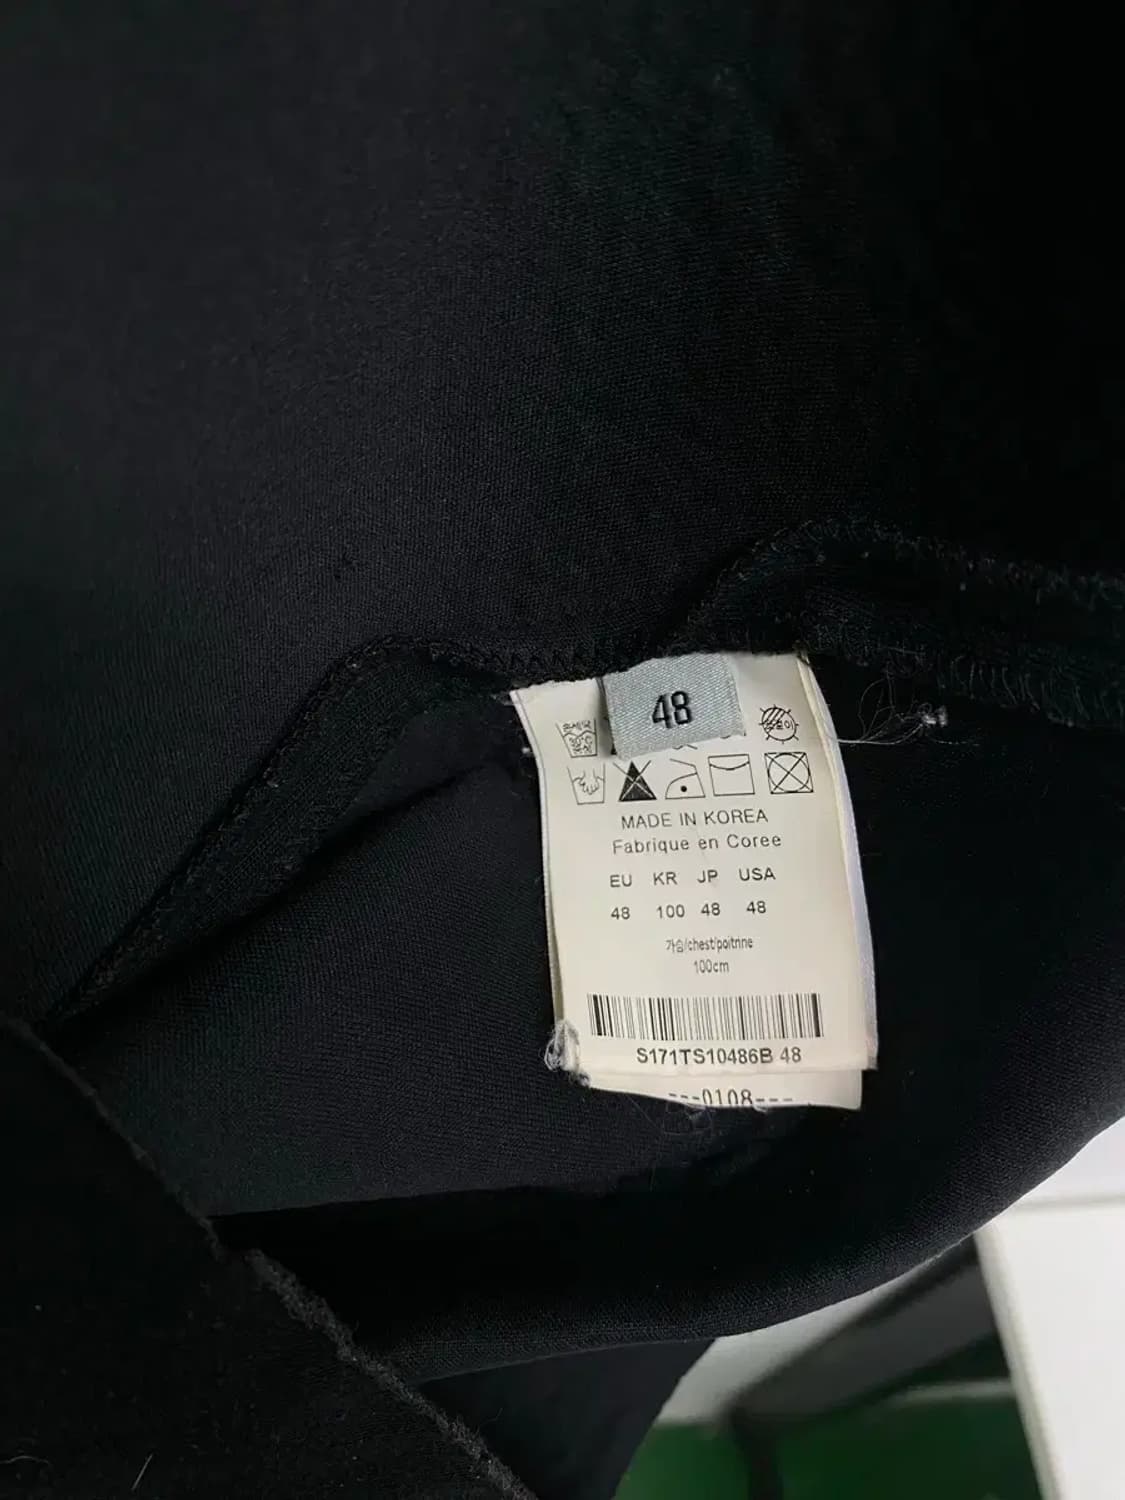 48
30℃
MADE IN KOREA
Fabrique en Coree
EU KR JP USA
48 100 48 48
가슴/chest/poitrine
100cm
S171TS10486B 48
---0108---